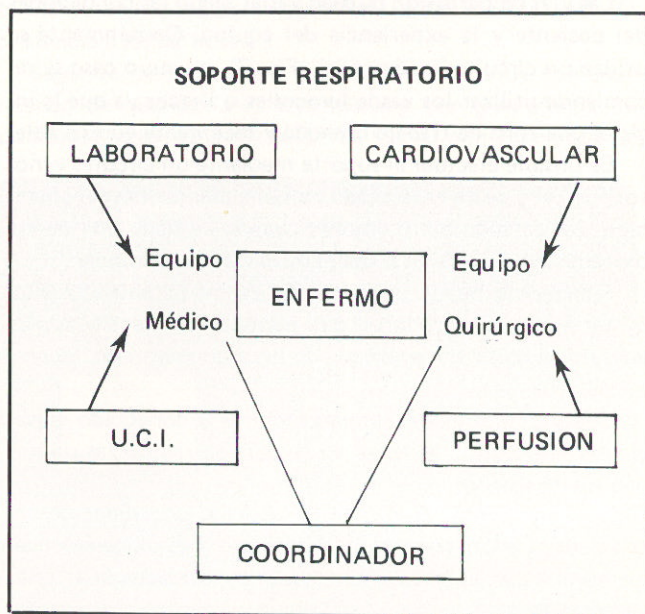 SOPORTE RESPIRATORIO
LABORATORIO
CARDIOVASCULAR
Equipo
Médico
ENFERMO
Equipo
Quirúrgico
U.C.I.
PERFUSION
COORDINADOR